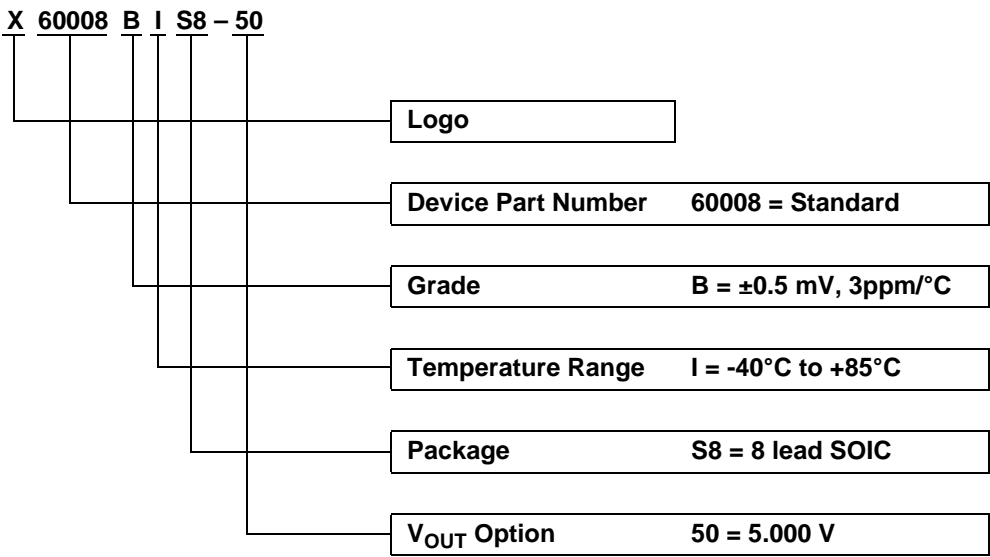 X 60008 B I S8 – 50
Logo
Device Part Number 60008 = Standard
Grade B = ±0.5 mV, 3ppm/°C
Temperature Range I = -40°C to +85°C
Package S8 = 8 lead SOIC
VOUT Option 50 = 5.000 V